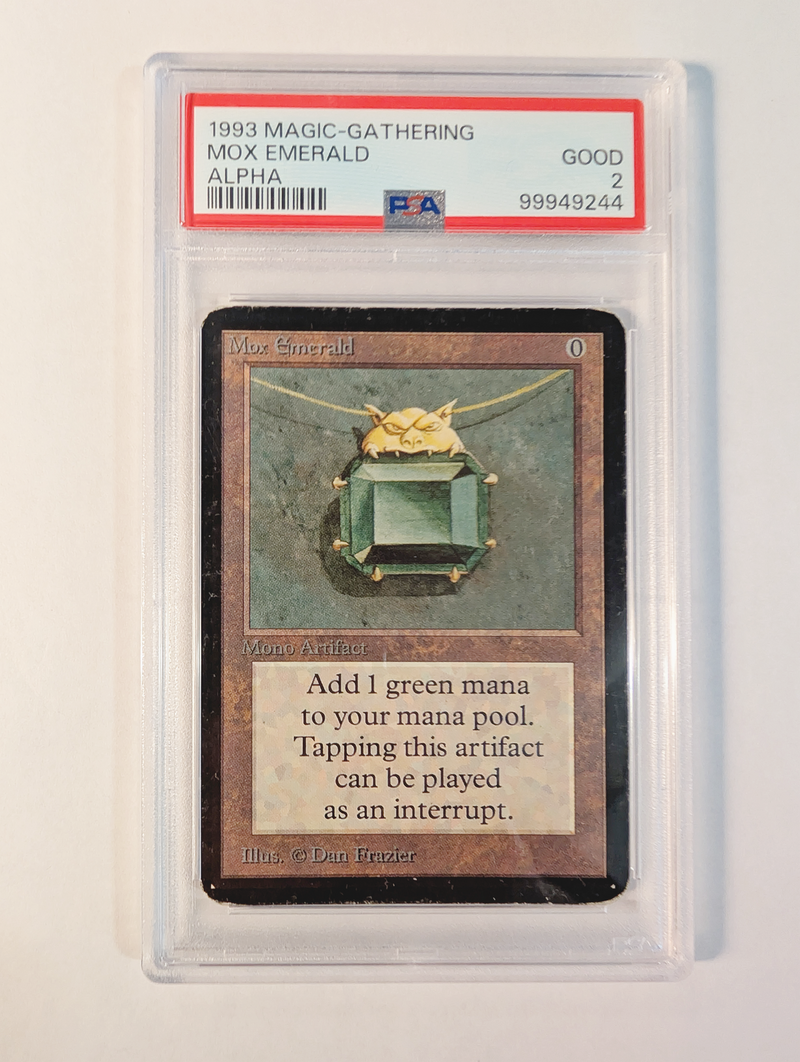 1993 MAGIC-GATHERING
MOX EMERALD
GOOD
ALPHA
2
PSA
99949244
Mox Emerald
0
Mono Artifact
Add 1 green mana
to your mana pool.
Tapping this artifact
can be played
as an interrupt.
Illus. © Dan Frazier
PSA